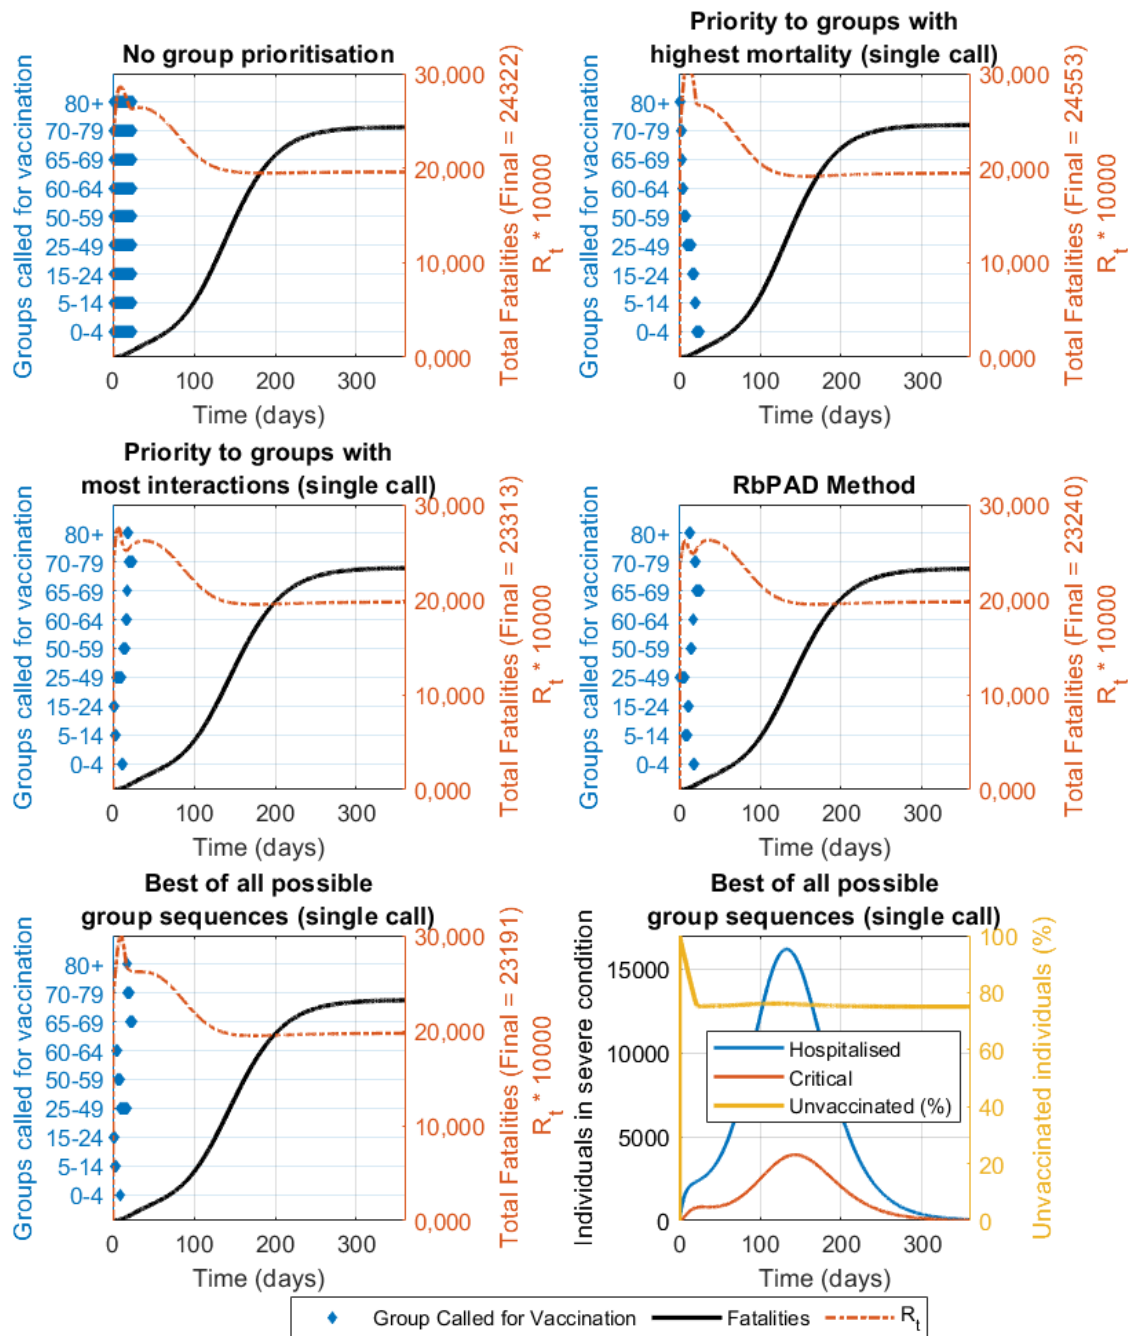 No group prioritisation
Groups called for vaccination
80+
70-79
65-69
60-64
50-59
25-49
15-24
5-14
0-4
0
100
200
300
Time (days)
30,000
20,000
10,000
0,000
Total Fatalities (Final = 24322)
R_t * 10000
Priority to groups with
highest mortality (single call)
Groups called for vaccination
80+
70-79
65-69
60-64
50-59
25-49
15-24
5-14
0-4
0
100
200
300
Time (days)
30,000
20,000
10,000
0,000
Total Fatalities (Final = 24553)
R_t * 10000
Priority to groups with
most interactions (single call)
Groups called for vaccination
80+
70-79
65-69
60-64
50-59
25-49
15-24
5-14
0-4
0
100
200
300
Time (days)
30,000
20,000
10,000
0,000
Total Fatalities (Final = 23313)
R_t * 10000
RbPAD Method
Groups called for vaccination
80+
70-79
65-69
60-64
50-59
25-49
15-24
5-14
0-4
0
100
200
300
Time (days)
30,000
20,000
10,000
0,000
Total Fatalities (Final = 23240)
R_t * 10000
Best of all possible
group sequences (single call)
Groups called for vaccination
80+
70-79
65-69
60-64
50-59
25-49
15-24
5-14
0-4
0
100
200
300
Time (days)
30,000
20,000
10,000
0,000
Total Fatalities (Final = 23191)
R_t * 10000
Best of all possible
group sequences (single call)
Individuals in severe condition
15000
10000
5000
0
0
100
200
300
Time (days)
100
80
60
40
20
0
Unvaccinated individuals (%)
Hospitalised
Critical
Unvaccinated (%)
Group Called for Vaccination
Fatalities
R_t